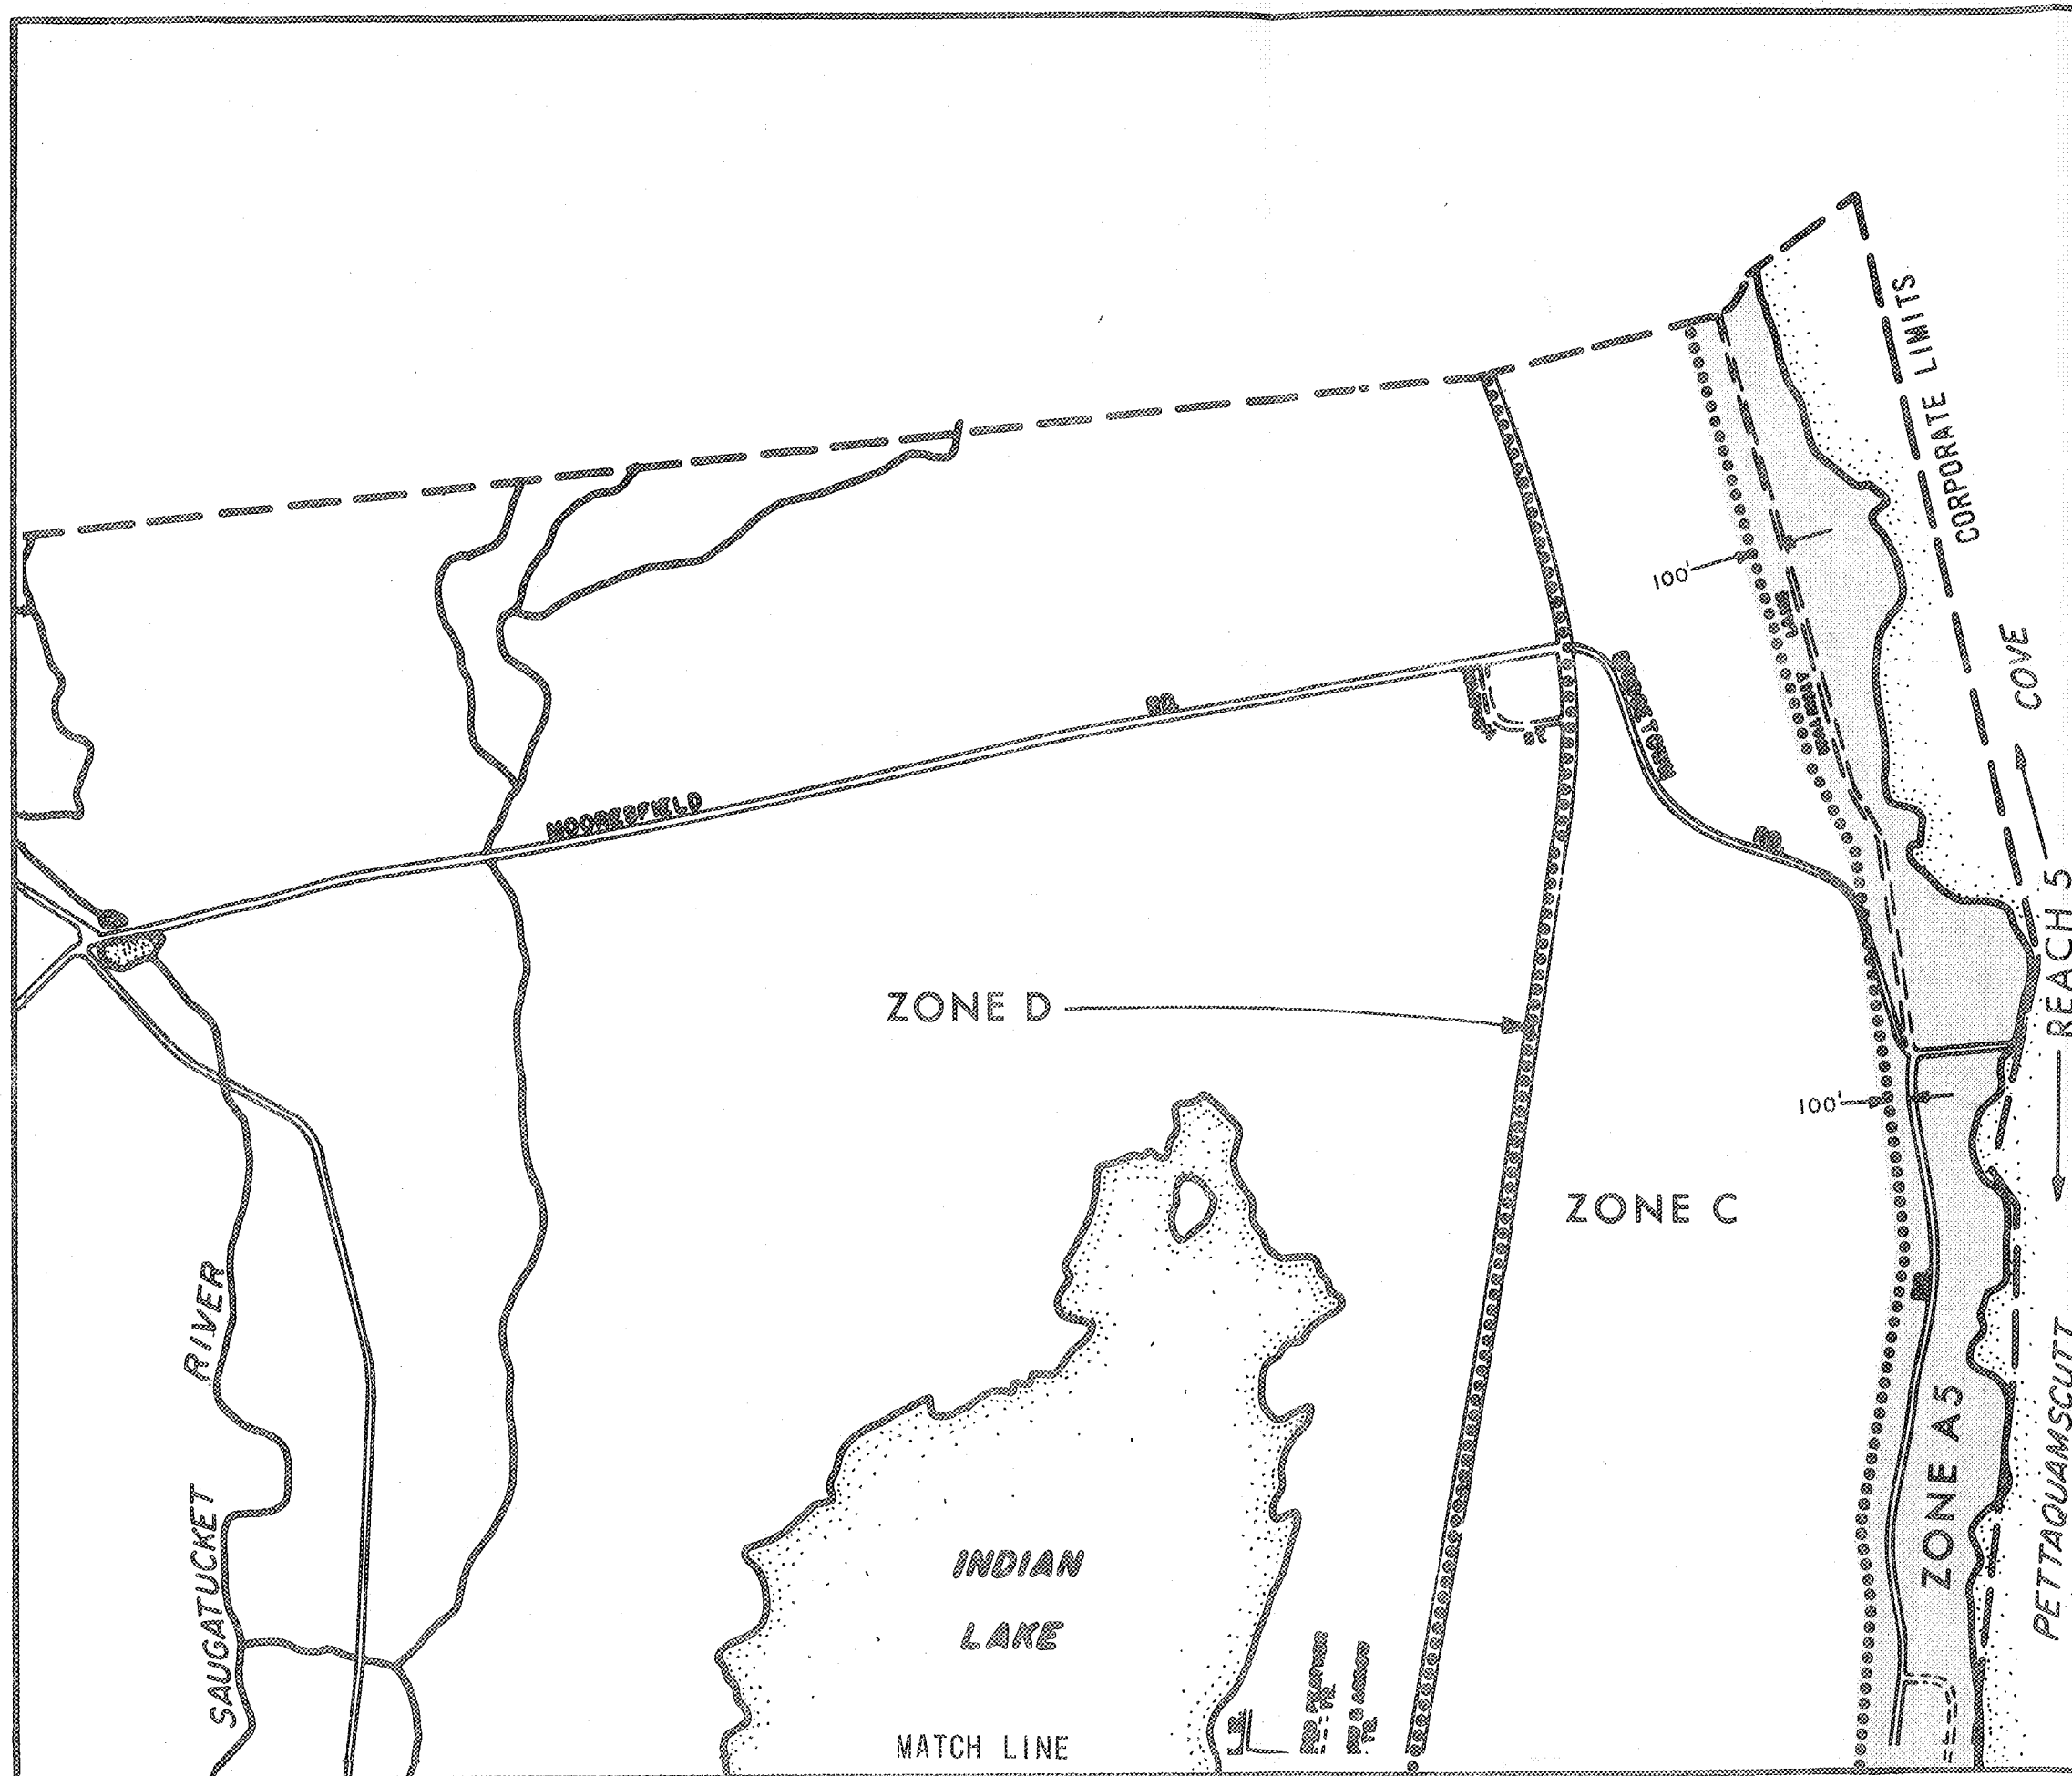 CORPORATE LIMITS
100'
COVE
MOORESFIELD
RD
REACH 5
ZONE D
100'
ZONE C
RIVER
ZONE A5
PETTAQUAMSCUTT
SAUGATUCKET
INDIAN
LAKE
MATCH LINE